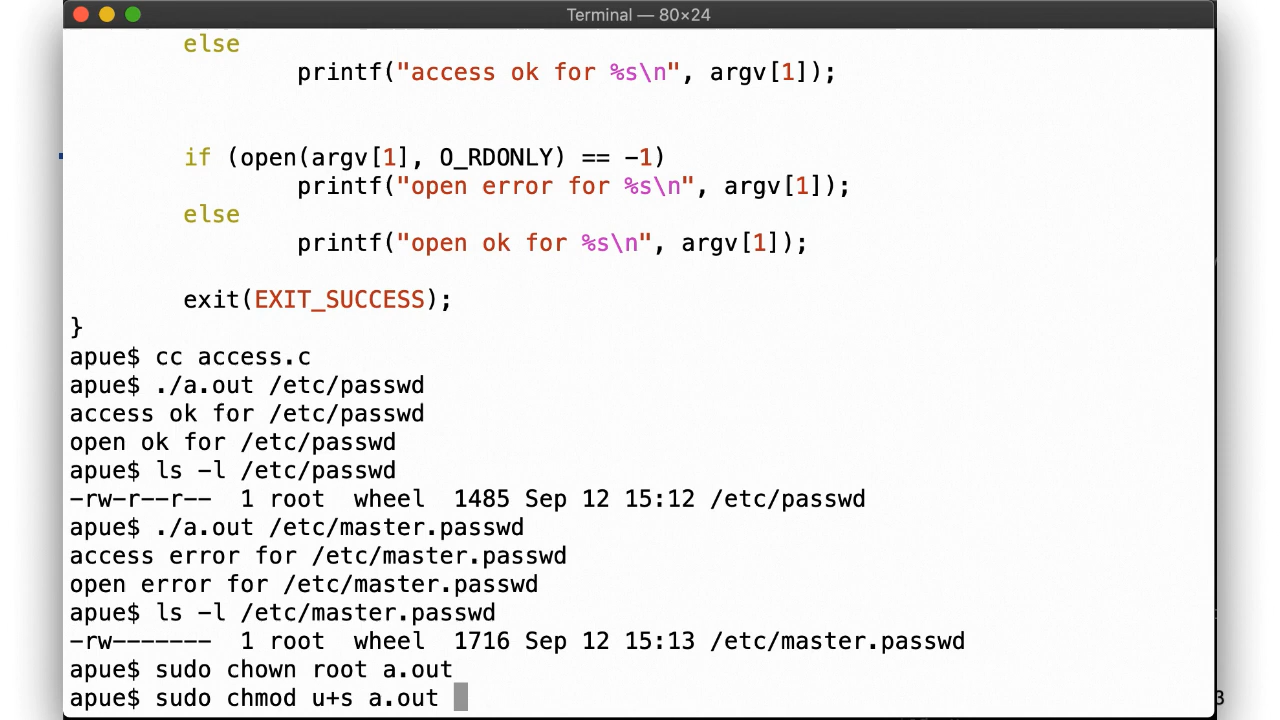 Terminal — 80×24
else
printf("access ok for %s\n", argv[1]);
if (open(argv[1], O_RDONLY) == -1)
printf("open error for %s\n", argv[1]);
else
printf("open ok for %s\n", argv[1]);
exit(EXIT_SUCCESS);
}
apue$ cc access.c
apue$ ./a.out /etc/passwd
access ok for /etc/passwd
open ok for /etc/passwd
apue$ ls -l /etc/passwd
-rw-r--r-- 1 root wheel 1485 Sep 12 15:12 /etc/passwd
apue$ ./a.out /etc/master.passwd
access error for /etc/master.passwd
open error for /etc/master.passwd
apue$ ls -l /etc/master.passwd
-rw------- 1 root wheel 1716 Sep 12 15:13 /etc/master.passwd
apue$ sudo chown root a.out
apue$ sudo chmod u+s a.out
3